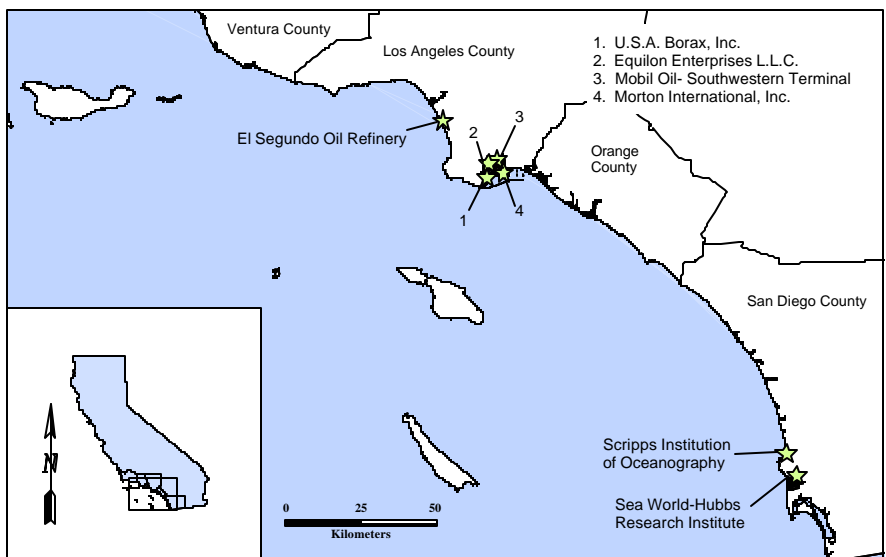 Ventura County
Los Angeles County
1. U.S.A. Borax, Inc.
2. Equilon Enterprises L.L.C.
3. Mobil Oil- Southwestern Terminal
4. Morton International, Inc.
El Segundo Oil Refinery
2
3
Orange
County
1
4
San Diego County
N
Scripps Institution
of Oceanography
Sea World-Hubbs
Research Institute
0 25 50
Kilometers